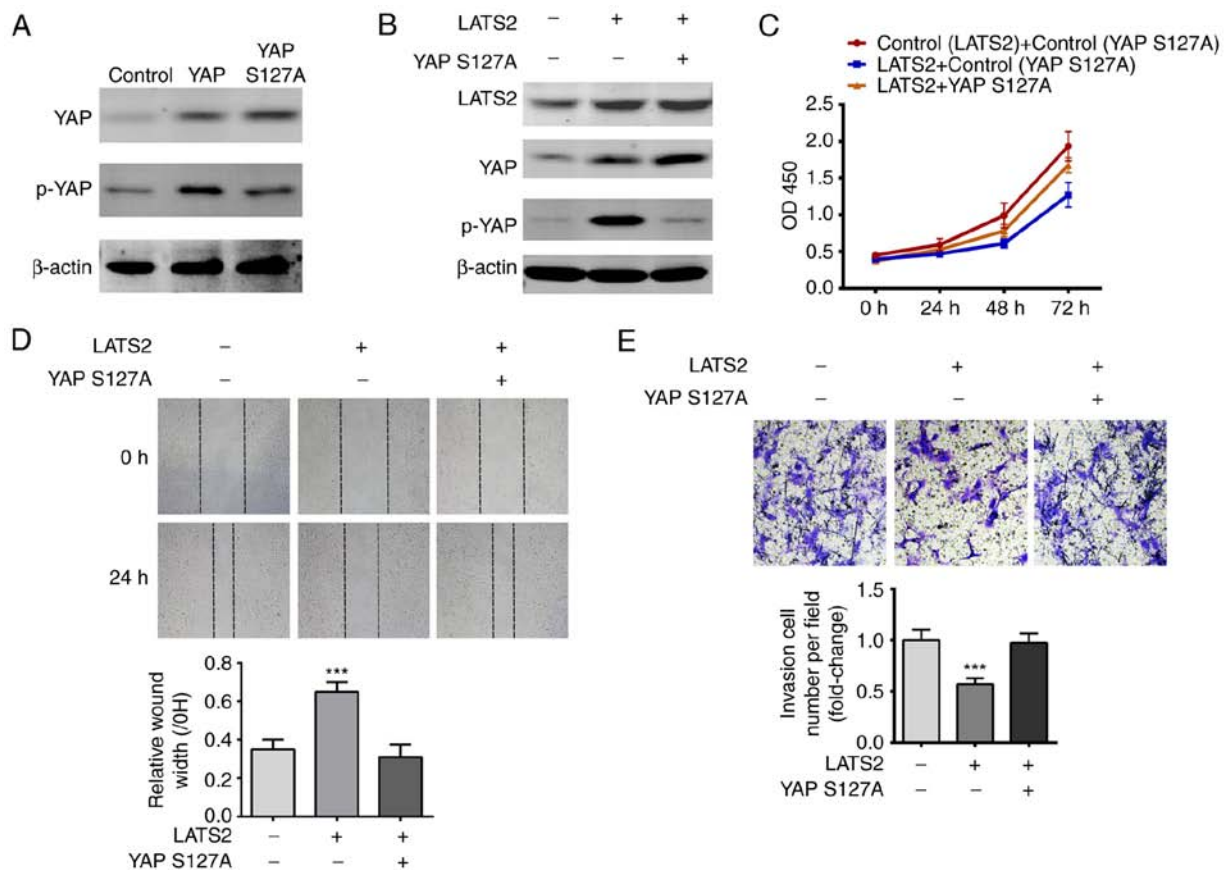 A
Control YAP YAP S127A
YAP
p-YAP
β-actin
B
LATS2 – + +
YAP S127A – – +
LATS2
YAP
p-YAP
β-actin
C
Control (LATS2)+Control (YAP S127A)
LATS2+Control (YAP S127A)
LATS2+YAP S127A
OD 450
2.5
2.0
1.5
1.0
0.5
0.0
0 h 24 h 48 h 72 h
D
LATS2 – + +
YAP S127A – – +
0 h
24 h
Relative wound
width (/0H)
0.8
0.6
0.4
0.2
0.0
***
LATS2 – + +
YAP S127A – – +
E
LATS2 – + +
YAP S127A – – +
Invasion cell
number per field
(fold-change)
1.5
1.0
0.5
0.0
***
LATS2 – + +
YAP S127A – – +